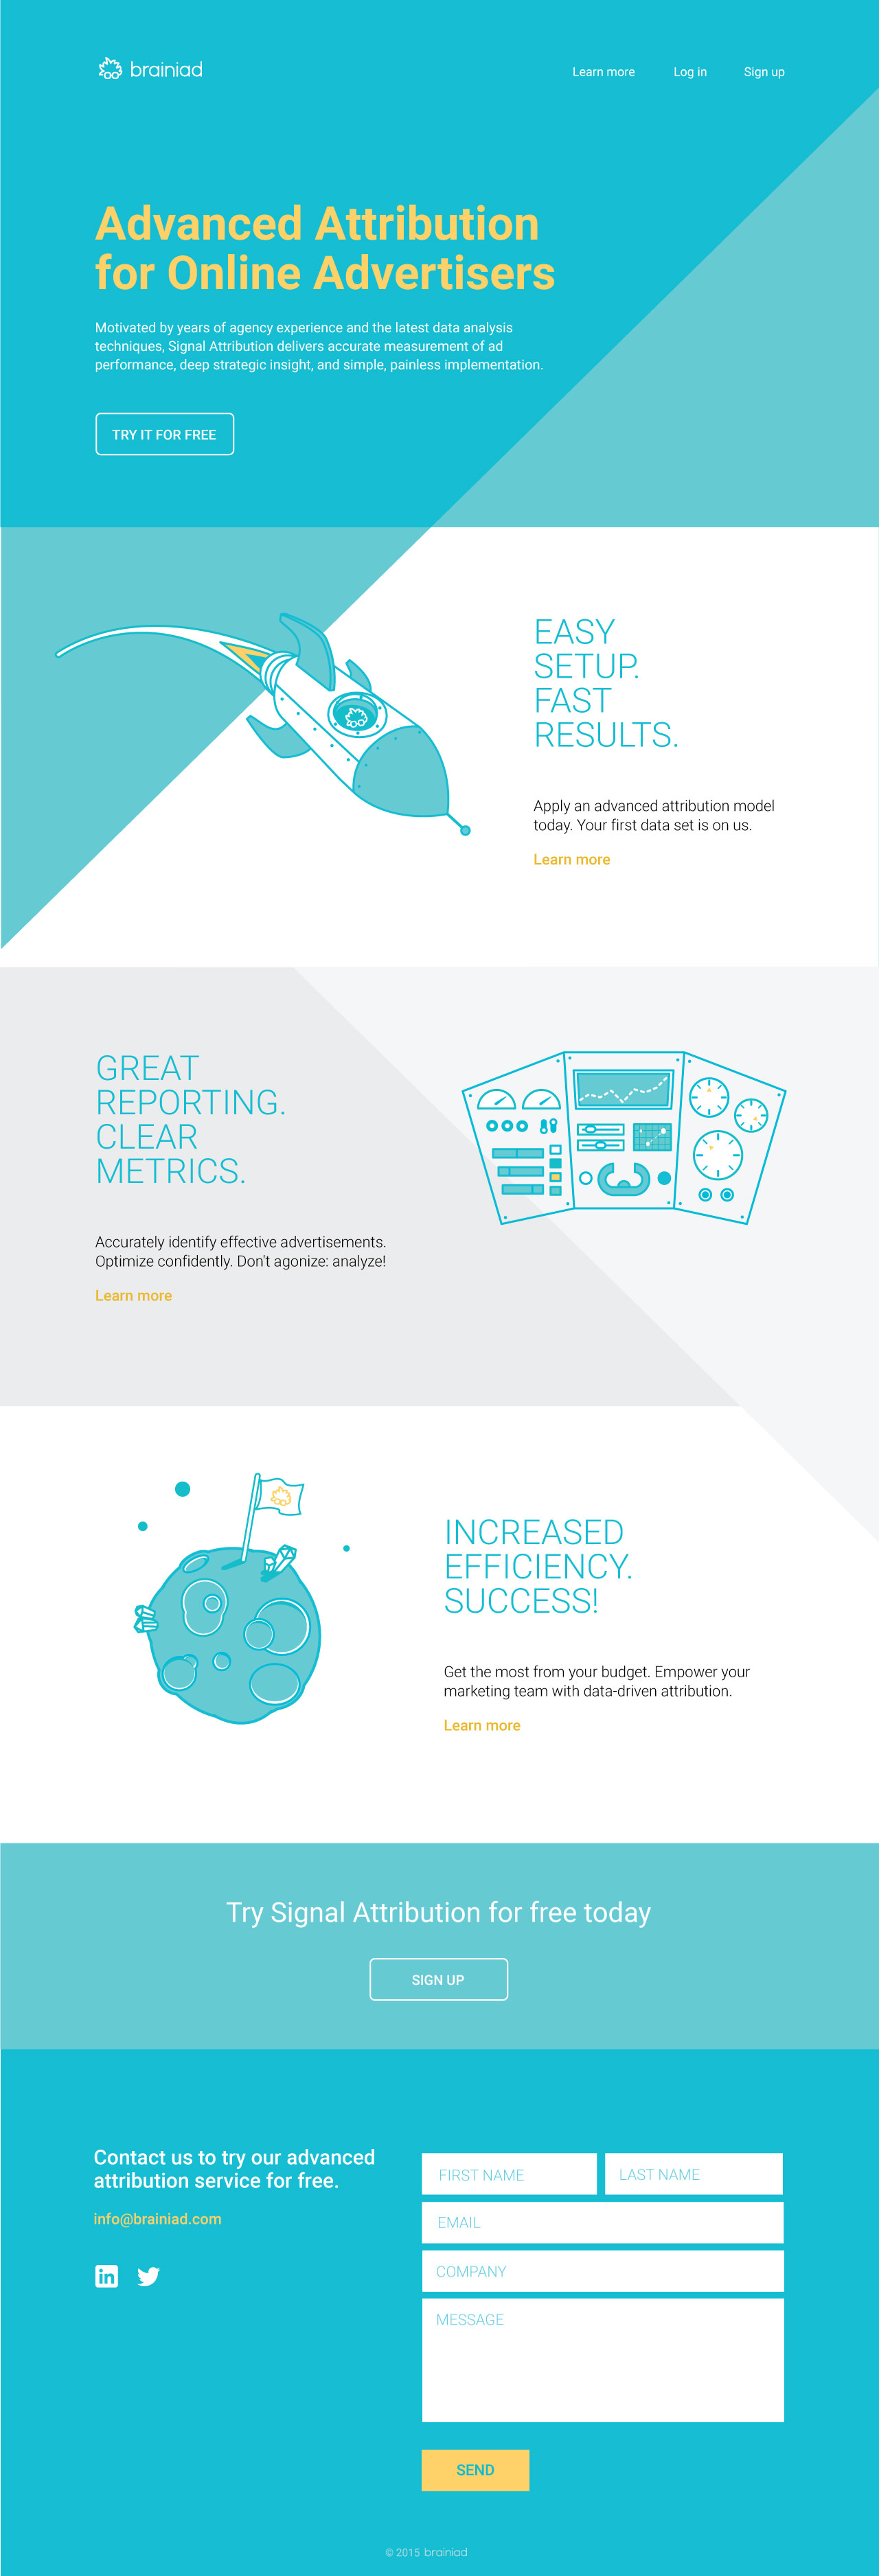 brainiad
Learn more
Log in
Sign up
Advanced Attribution
for Online Advertisers
Motivated by years of agency experience and the latest data analysis
techniques, Signal Attribution delivers accurate measurement of ad
performance, deep strategic insight, and simple, painless implementation.
TRY IT FOR FREE
EASY
SETUP.
FAST
RESULTS.
Apply an advanced attribution model
today. Your first data set is on us.
Learn more
GREAT
REPORTING.
CLEAR
METRICS.
Accurately identify effective advertisements.
Optimize confidently. Don't agonize: analyze!
Learn more
INCREASED
EFFICIENCY.
SUCCESS!
Get the most from your budget. Empower your
marketing team with data-driven attribution.
Learn more
Try Signal Attribution for free today
SIGN UP
Contact us to try our advanced
attribution service for free.
info@brainiad.com
in
FIRST NAME
LAST NAME
EMAIL
COMPANY
MESSAGE
SEND
© 2015 brainiad